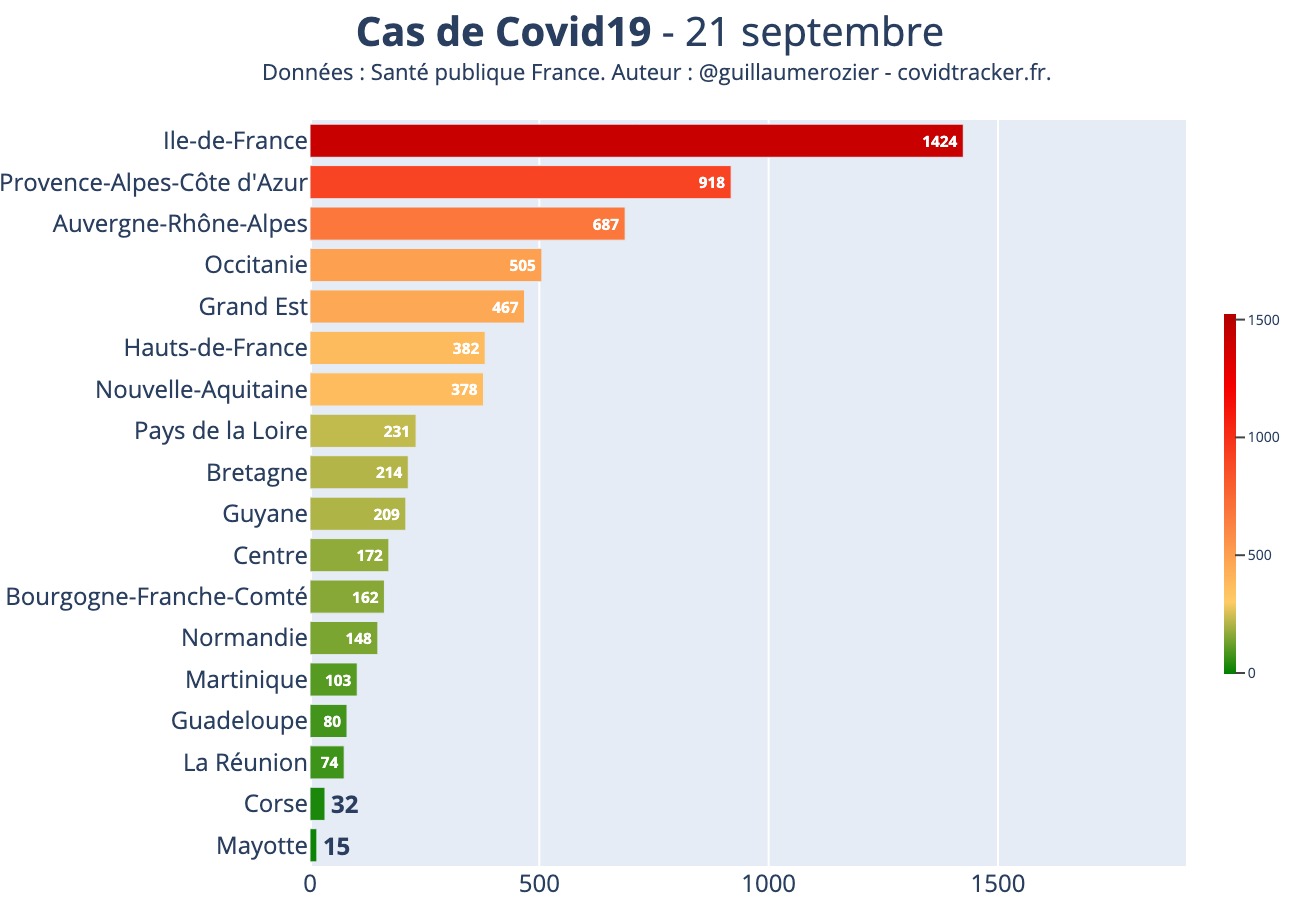 Cas de Covid19 - 21 septembre
Données : Santé publique France. Auteur : @guillaumerozier - covidtracker.fr.
Ile-de-France 1424
Provence-Alpes-Côte d'Azur 918
Auvergne-Rhône-Alpes 687
Occitanie 505
Grand Est 467
Hauts-de-France 382
Nouvelle-Aquitaine 378
Pays de la Loire 231
Bretagne 214
Guyane 209
Centre 172
Bourgogne-Franche-Comté 162
Normandie 148
Martinique 103
Guadeloupe 80
La Réunion 74
Corse 32
Mayotte 15
0 500 1000 1500
1500
1000
500
0